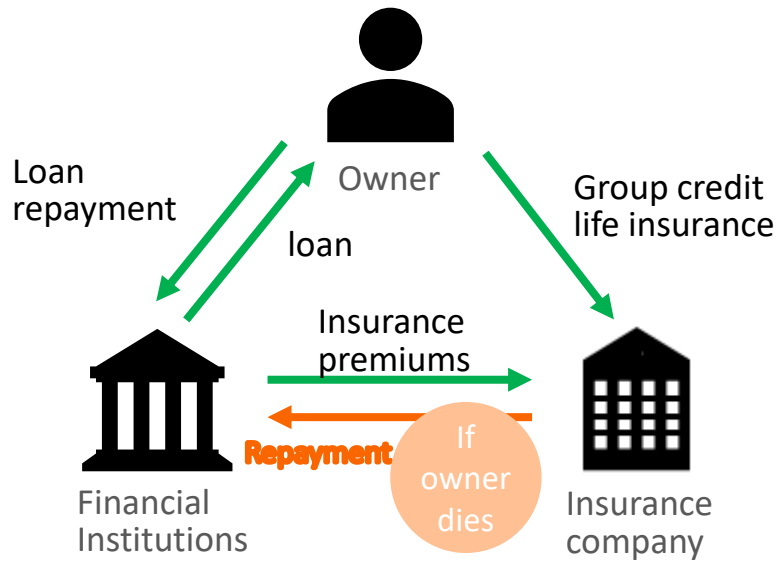 Owner
Loan
repayment
loan
Group credit
life insurance
Insurance
premiums
Repayment
If
owner
dies
Financial
Institutions
Insurance
company